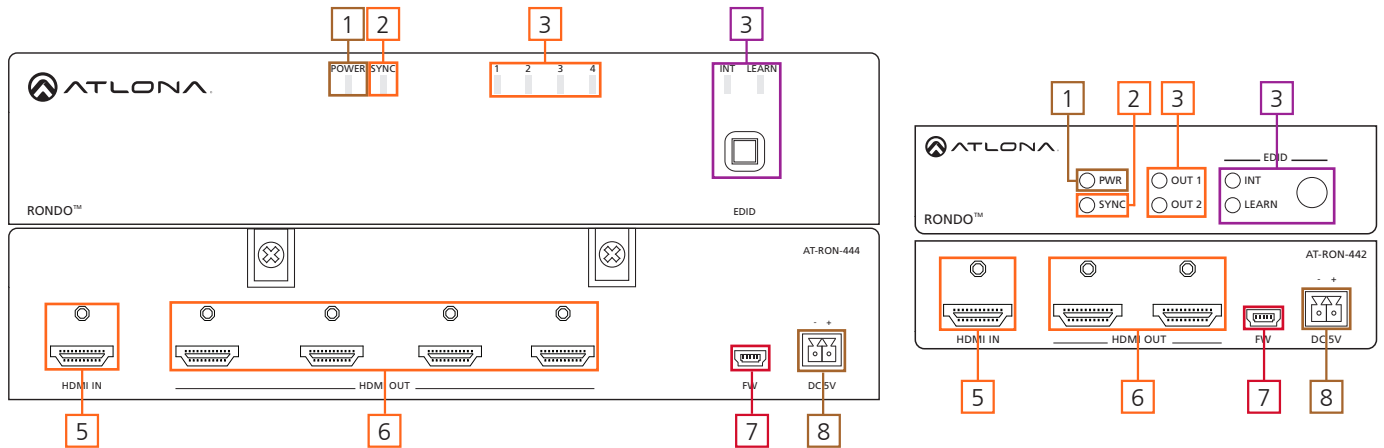 1 2 3 3
POWER SYNC 1 2 3 4 INT LEARN
ATLONA.
RONDO™ EDID
AT-RON-444
- +
HDMI IN HDMI OUT FW DC 5V
5 6 7 8
1 2 3 3
ATLONA.
EDID
PWR OUT 1 INT
SYNC OUT 2 LEARN
RONDO™
AT-RON-442
- +
HDMI IN HDMI OUT FW DC 5V
5 6 7 8